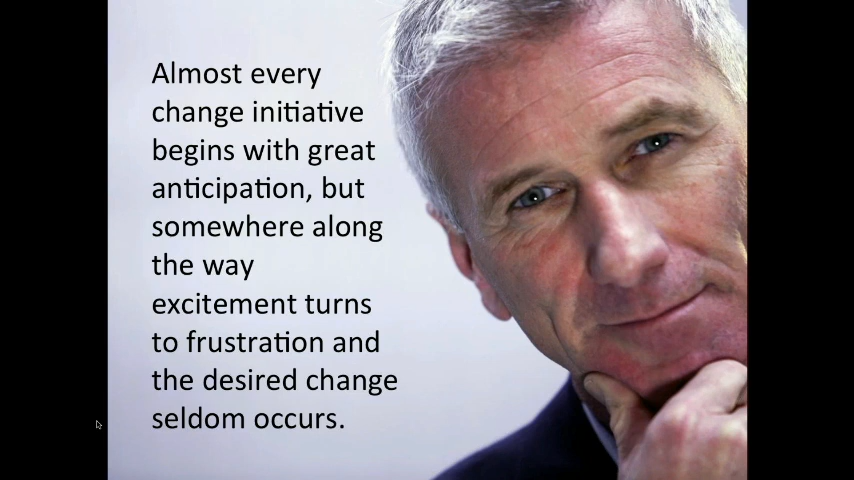 Almost every
change initiative
begins with great
anticipation, but
somewhere along
the way
excitement turns
to frustration and
the desired change
seldom occurs.